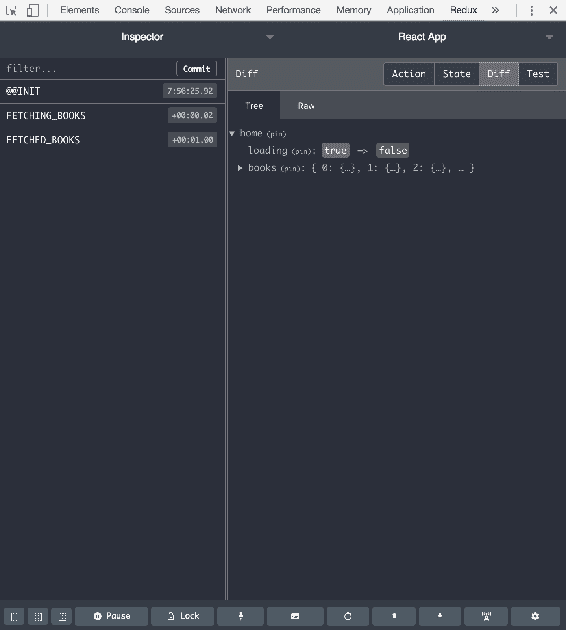 Elements Console Sources Network Performance Memory Application Redux »
Inspector React App
filter... Commit
@@INIT 7:56:25.92
FETCHING_BOOKS +00:00.02
FETCHED_BOOKS +00:01.00
Diff Action State Diff Test
Tree Raw
home (pin)
loading (pin): true => false
books (pin): { 0: {…}, 1: {…}, 2: {…}, … }
Pause Lock